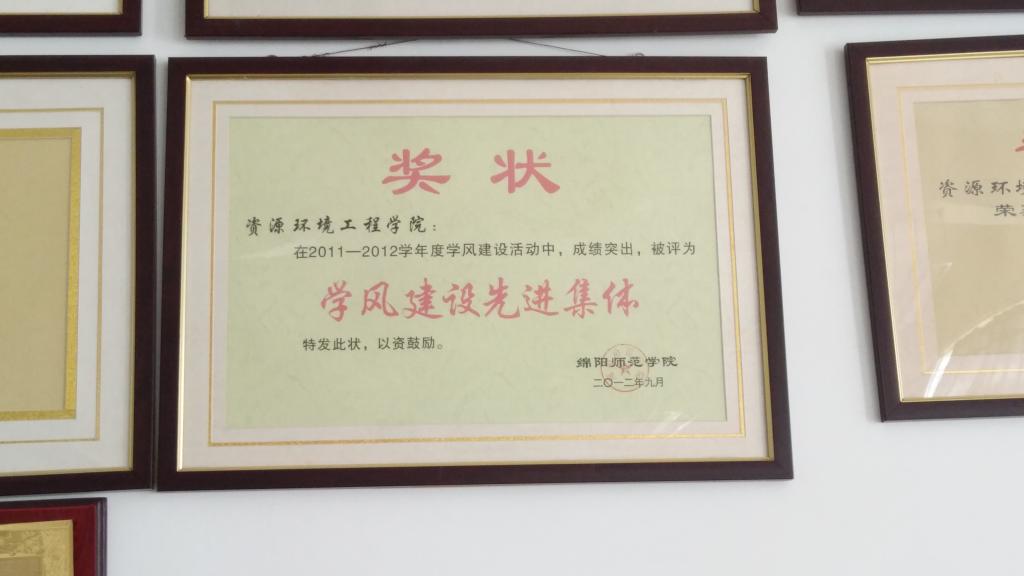 奖状
资源环境工程学院：
在2011—2012学年度学风建设活动中，成绩突出，被评为
学风建设先进集体
特发此状，以资鼓励。
绵阳师范学院
二〇一二年九月
资源环
荣